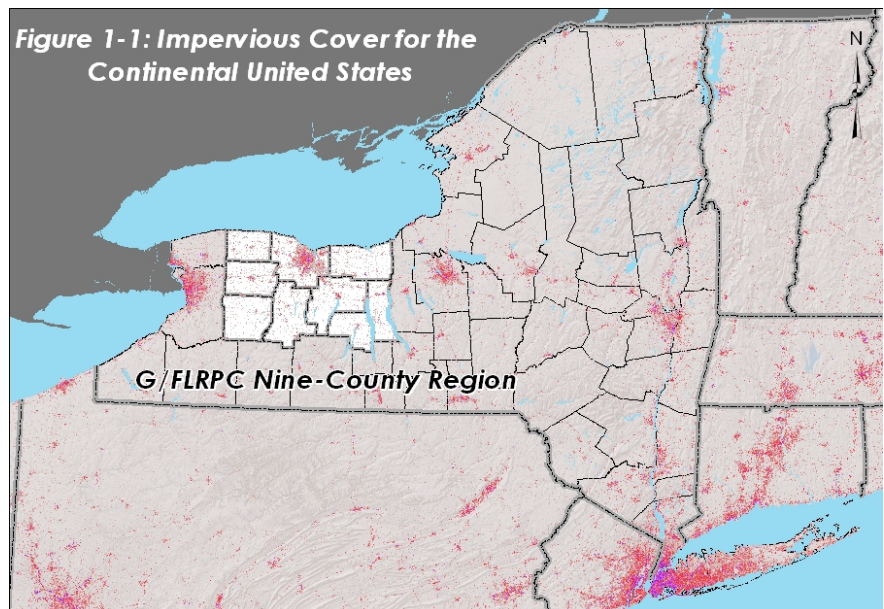 Figure 1-1: Impervious Cover for the
Continental United States
N
G/FLRPC Nine-County Region